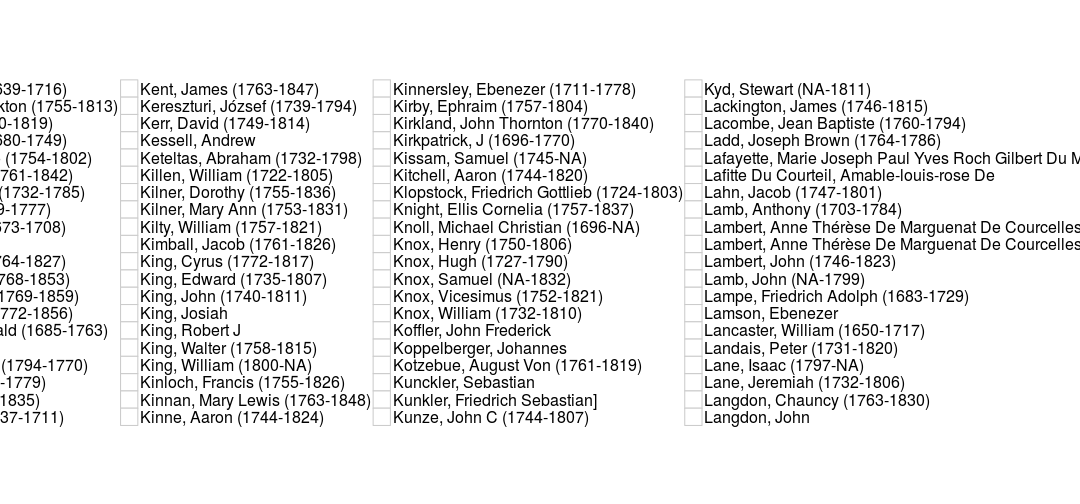 639-1716)
kton (1755-1813)
0-1819)
680-1749)
(1754-1802)
761-1842)
(1732-1785)
9-1777)
673-1708)
764-1827)
768-1853)
1769-1859)
772-1856)
ald (1685-1763)
(1794-1770)
-1779)
1835)
37-1711)
Kent, James (1763-1847)
Kereszturi, József (1739-1794)
Kerr, David (1749-1814)
Kessell, Andrew
Keteltas, Abraham (1732-1798)
Killen, William (1722-1805)
Kilner, Dorothy (1755-1836)
Kilner, Mary Ann (1753-1831)
Kilty, William (1757-1821)
Kimball, Jacob (1761-1826)
King, Cyrus (1772-1817)
King, Edward (1735-1807)
King, John (1740-1811)
King, Josiah
King, Robert J
King, Walter (1758-1815)
King, William (1800-NA)
Kinloch, Francis (1755-1826)
Kinnan, Mary Lewis (1763-1848)
Kinne, Aaron (1744-1824)
Kinnersley, Ebenezer (1711-1778)
Kirby, Ephraim (1757-1804)
Kirkland, John Thornton (1770-1840)
Kirkpatrick, J (1696-1770)
Kissam, Samuel (1745-NA)
Kitchell, Aaron (1744-1820)
Klopstock, Friedrich Gottlieb (1724-1803)
Knight, Ellis Cornelia (1757-1837)
Knoll, Michael Christian (1696-NA)
Knox, Henry (1750-1806)
Knox, Hugh (1727-1790)
Knox, Samuel (NA-1832)
Knox, Vicesimus (1752-1821)
Knox, William (1732-1810)
Koffler, John Frederick
Koppelberger, Johannes
Kotzebue, August Von (1761-1819)
Kunckler, Sebastian
Kunkler, Friedrich Sebastian]
Kunze, John C (1744-1807)
Kyd, Stewart (NA-1811)
Lackington, James (1746-1815)
Lacombe, Jean Baptiste (1760-1794)
Ladd, Joseph Brown (1764-1786)
Lafayette, Marie Joseph Paul Yves Roch Gilbert Du M
Lafitte Du Courteil, Amable-louis-rose De
Lahn, Jacob (1747-1801)
Lamb, Anthony (1703-1784)
Lambert, Anne Thérèse De Marguenat De Courcelles
Lambert, Anne Thérèse De Marguenat De Courcelles
Lambert, John (1746-1823)
Lamb, John (NA-1799)
Lampe, Friedrich Adolph (1683-1729)
Lamson, Ebenezer
Lancaster, William (1650-1717)
Landais, Peter (1731-1820)
Lane, Isaac (1797-NA)
Lane, Jeremiah (1732-1806)
Langdon, Chauncy (1763-1830)
Langdon, John